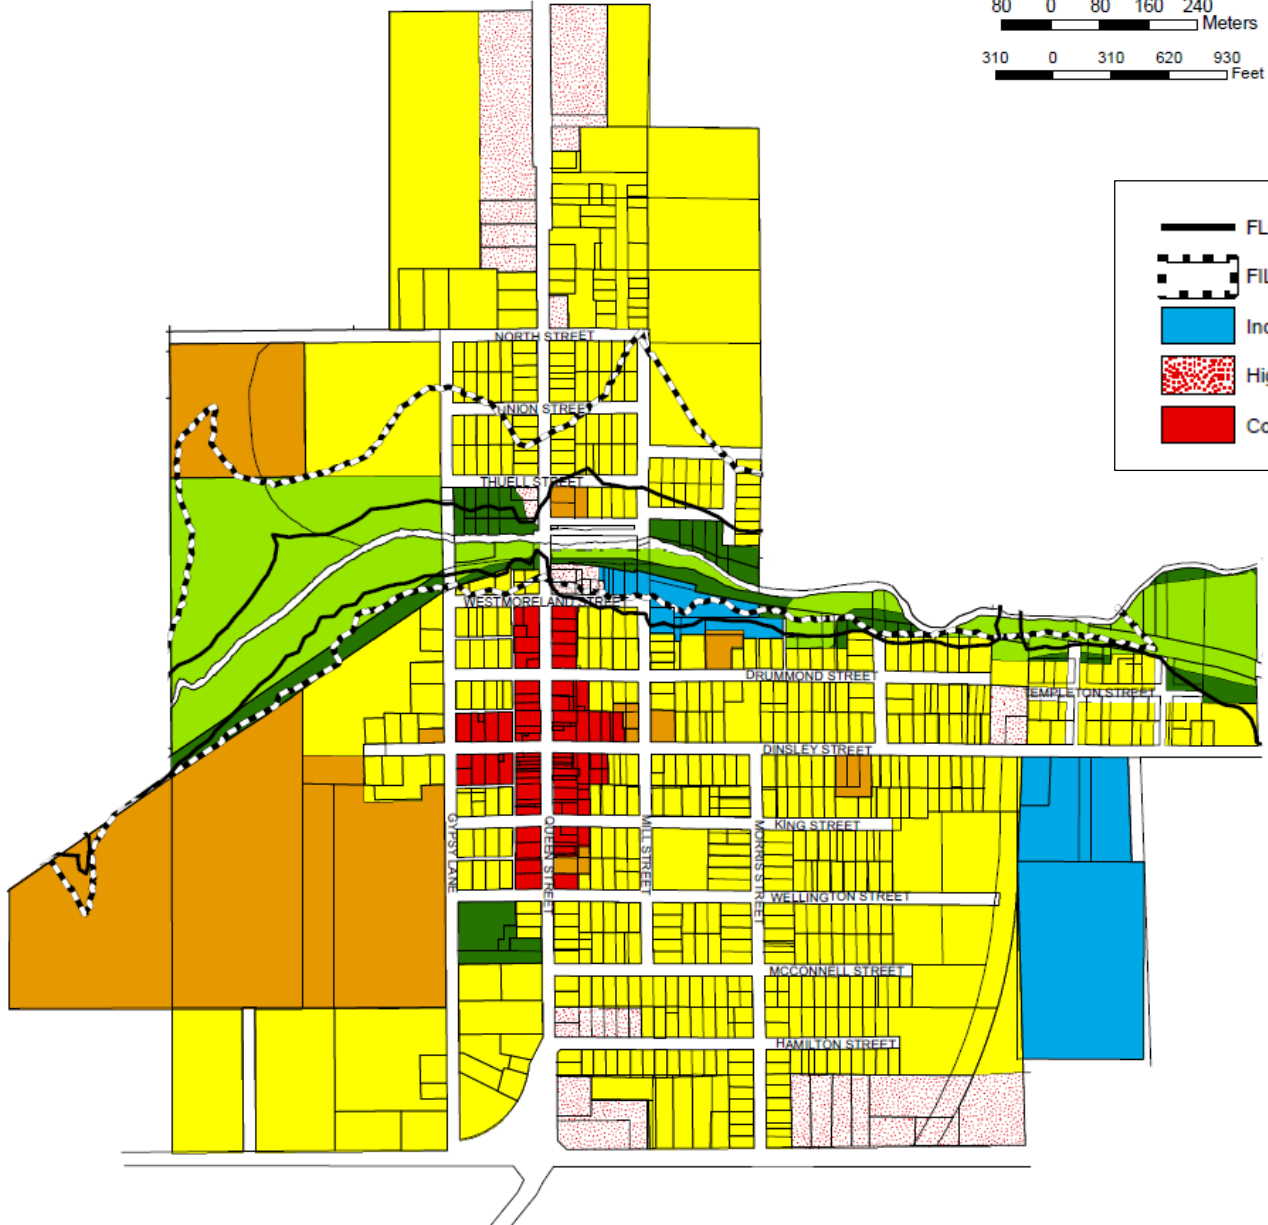 80 0 80 160 240
Meters
310 0 310 620 930
Feet
FL
FIL
Ind
Hig
Co
NORTH STREET
UNION STREET
THUELL STREET
WESTMORELAND STREET
DRUMMOND STREET
TEMPLETON STREET
DINSLEY STREET
GYPSY LANE
QUEEN STREET
MILL STREET
MORRIS STREET
KING STREET
WELLINGTON STREET
MCCONNELL STREET
HAMILTON STREET